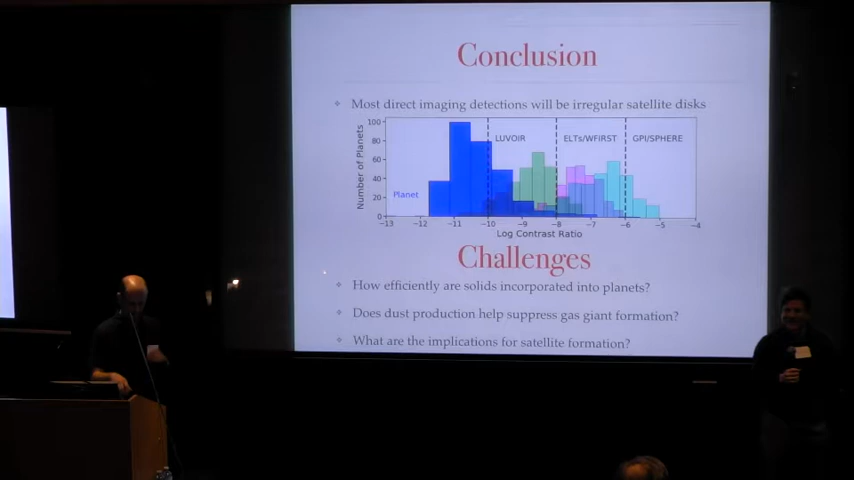 Conclusion
❖ Most direct imaging detections will be irregular satellite disks
Number of Planets
100
80
60
40
20
0
LUVOIR
ELTs/WFIRST
GPI/SPHERE
Planet
−13 −12 −11 −10 −9 −8 −7 −6 −5 −4
Log Contrast Ratio
Challenges
❖ How efficiently are solids incorporated into planets?
❖ Does dust production help suppress gas giant formation?
❖ What are the implications for satellite formation?